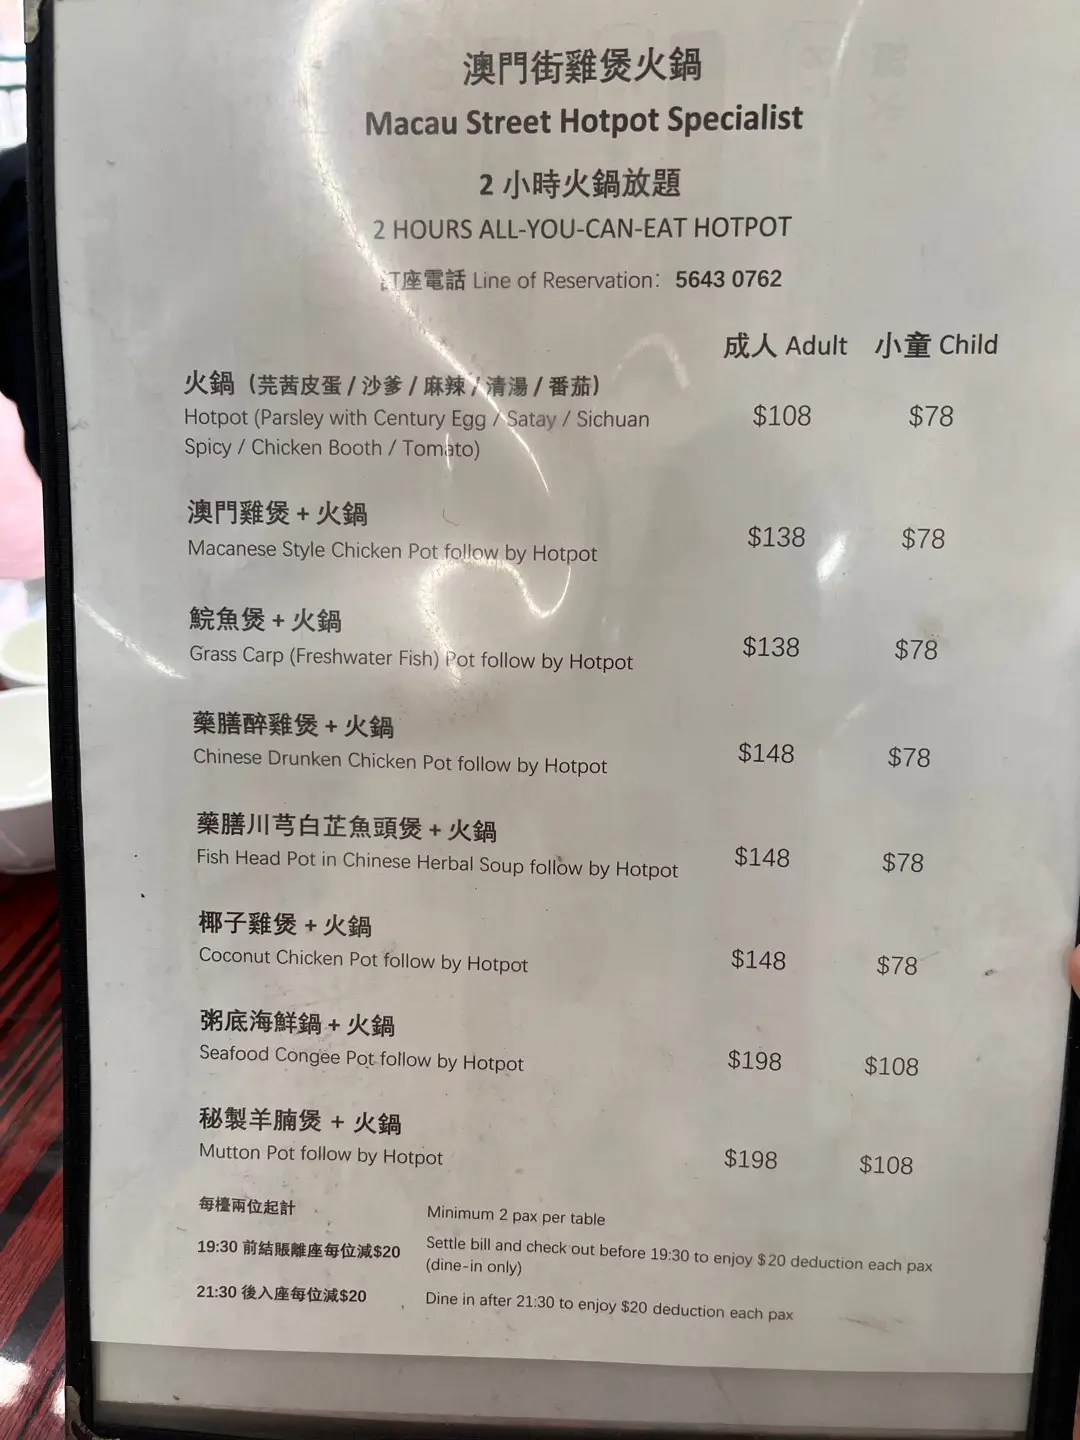 澳門街雞煲火鍋
Macau Street Hotpot Specialist
2 小時火鍋放題
2 HOURS ALL-YOU-CAN-EAT HOTPOT
訂座電話 Line of Reservation: 5643 0762
成人 Adult 小童 Child
火鍋 (芫茜皮蛋 / 沙爹 / 麻辣 / 清湯 / 番茄)
Hotpot (Parsley with Century Egg / Satay / Sichuan $108 $78
Spicy / Chicken Booth / Tomato)
澳門雞煲 + 火鍋
Macanese Style Chicken Pot follow by Hotpot $138 $78
鯇魚煲 + 火鍋
Grass Carp (Freshwater Fish) Pot follow by Hotpot $138 $78
藥膳醉雞煲 + 火鍋
Chinese Drunken Chicken Pot follow by Hotpot $148 $78
藥膳川芎白芷魚頭煲 + 火鍋
Fish Head Pot in Chinese Herbal Soup follow by Hotpot $148 $78
椰子雞煲 + 火鍋
Coconut Chicken Pot follow by Hotpot $148 $78
粥底海鮮鍋 + 火鍋
Seafood Congee Pot follow by Hotpot $198 $108
秘製羊腩煲 + 火鍋
Mutton Pot follow by Hotpot $198 $108
每檯兩位起計 Minimum 2 pax per table
19:30 前結賬離座每位減$20 Settle bill and check out before 19:30 to enjoy $20 deduction each pax
(dine-in only)
21:30 後入座每位減$20 Dine in after 21:30 to enjoy $20 deduction each pax